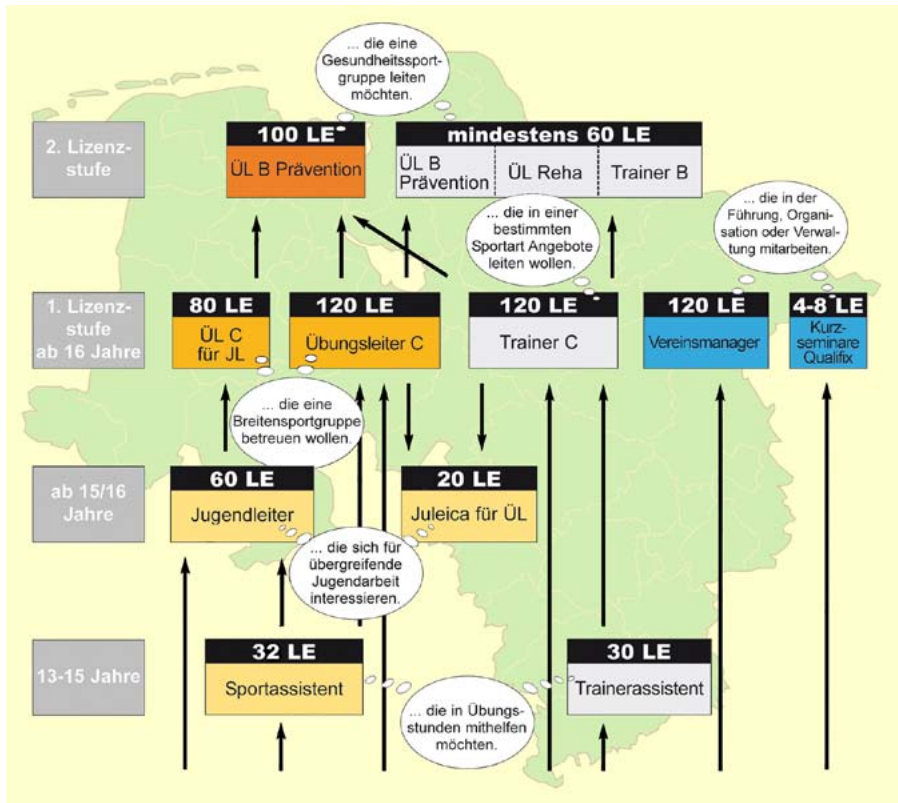 ... die eine
Gesundheitssport-
gruppe leiten
möchten.
2. Lizenz-
stufe
100 LE
ÜL B Prävention
mindestens 60 LE
ÜL B
Prävention
ÜL Reha
Trainer B
... die in einer
bestimmten
Sportart Angebote
leiten wollen.
... die in der
Führung, Organi-
sation oder Verwal-
tung mitarbeiten.
1. Lizenz-
stufe
ab 16 Jahre
80 LE
ÜL C
für JL
120 LE
Übungsleiter C
120 LE
Trainer C
120 LE
Vereinsmanager
4-8 LE
Kurz-
seminare
Qualifix
... die eine
Breitensportgruppe
betreuen wollen.
ab 15/16
Jahre
60 LE
Jugendleiter
20 LE
Juleica für ÜL
... die sich für
übergreifende
Jugendarbeit
interessieren.
13-15 Jahre
32 LE
Sportassistent
30 LE
Trainerassistent
... die in Übungs-
stunden mithelfen
möchten.